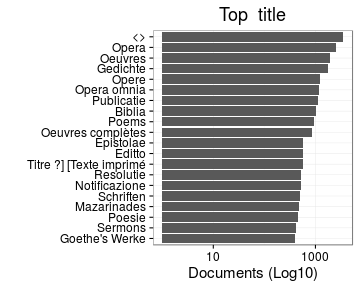 Top title
<>
Opera
Oeuvres
Gedichte
Opere
Opera omnia
Publicatie
Biblia
Poems
Oeuvres complètes
Epistolae
Editto
Titre ?] [Texte imprimé
Resolutie
Notificazione
Schriften
Mazarinades
Poesie
Sermons
Goethe's Werke
10 1000
Documents (Log10)